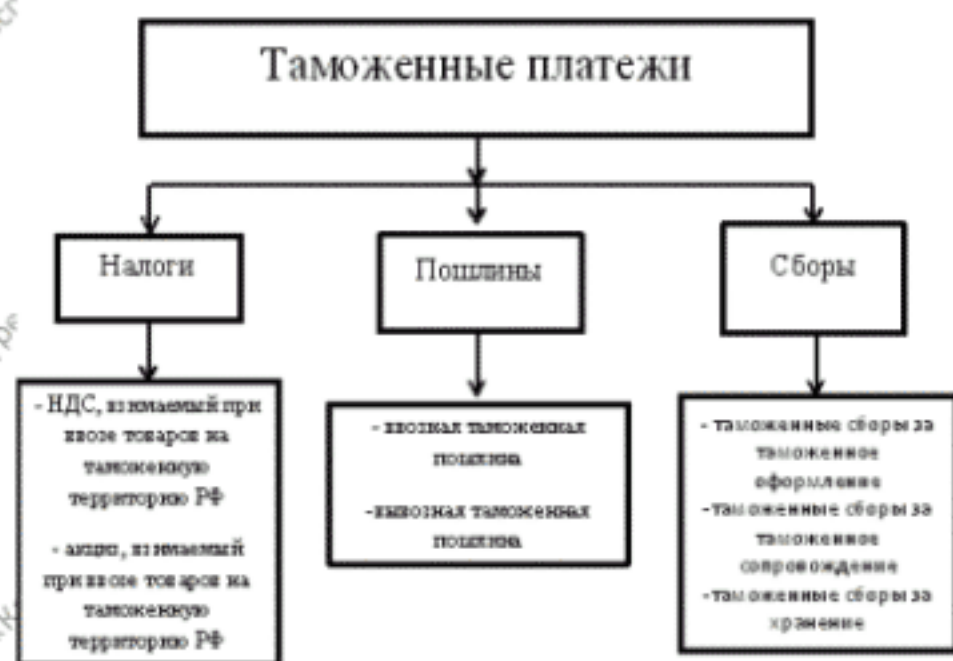 Таможенные платежи
Налоги
Пошлины
Сборы
- НДС, взимаемый при
ввозе товаров на
таможенную
территорию РФ
- акциз, взимаемый
при ввозе товаров на
таможенную
территорию РФ
- ввозная таможенная
пошлина
-вывозная таможенная
пошлина
- таможенные сборы за
таможенное
оформление
-таможенные сборы за
таможенное
сопровождение
-таможенные сборы за
хранение